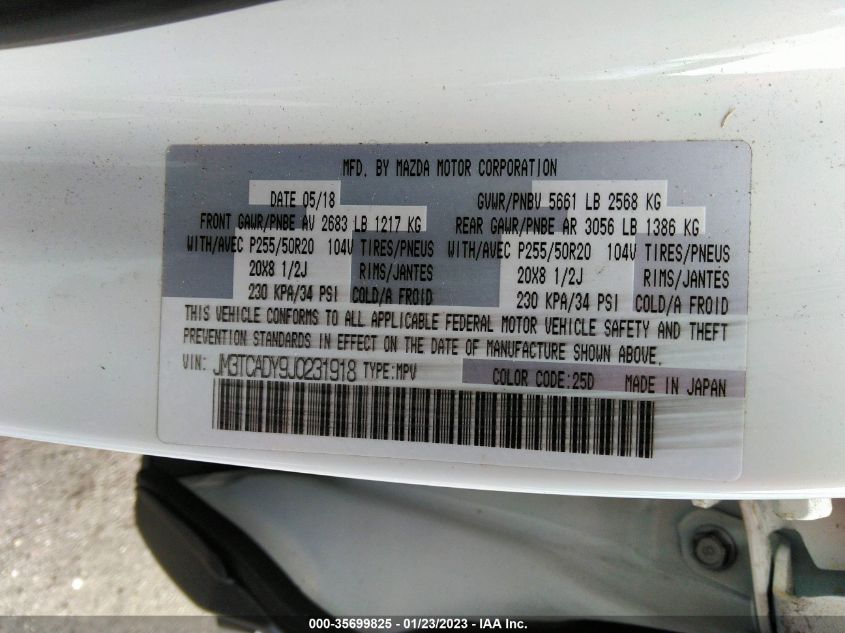 MFD. BY MAZDA MOTOR CORPORATION
DATE 05/18 GVWR/PNBV 5661 LB 2568 KG
FRONT GAWR/PNBE AV 2683 LB 1217 KG REAR GAWR/PNBE AR 3056 LB 1386 KG
WITH/AVEC P255/50R20 104V TIRES/PNEUS WITH/AVEC P255/50R20 104V TIRES/PNEUS
20X8 1/2J RIMS/JANTES 20X8 1/2J RIMS/JANTES
230 KPA/34 PSI COLD/A FROID 230 KPA/34 PSI COLD/A FROID
THIS VEHICLE CONFORMS TO ALL APPLICABLE FEDERAL MOTOR VEHICLE SAFETY AND THEFT
PREVENTION STANDARDS IN EFFECT ON THE DATE OF MANUFACTURE SHOWN ABOVE.
VIN: JM3TCADY9J0231918 TYPE:MPV COLOR CODE:25D MADE IN JAPAN
000-35699825 - 01/23/2023 - IAA Inc.